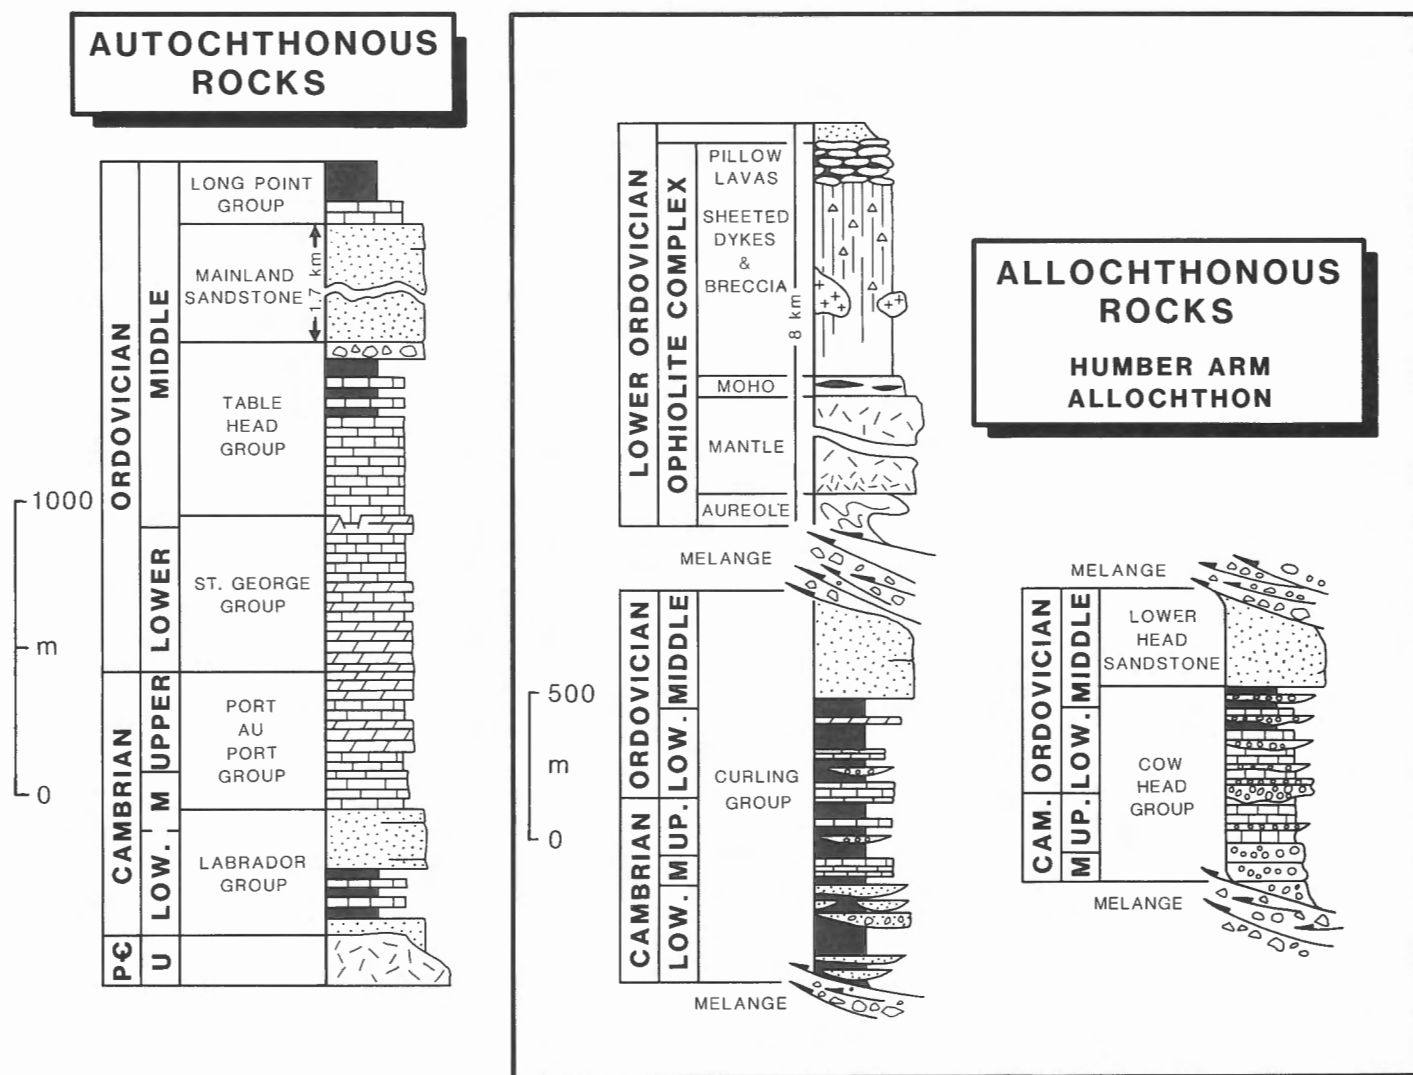 AUTOCHTHONOUS
ROCKS
ORDOVICIAN
CAMBRIAN
PЄ
MIDDLE
LOWER
UPPER
M
LOW.
U
LONG POINT
GROUP
MAINLAND
SANDSTONE
1.7 km
TABLE
HEAD
GROUP
ST. GEORGE
GROUP
PORT
AU
PORT
GROUP
LABRADOR
GROUP
1000
m
0
LOWER ORDOVICIAN
OPHIOLITE COMPLEX
PILLOW
LAVAS
SHEETED
DYKES
&
BRECCIA
8 km
MOHO
MANTLE
AUREOLE
MELANGE
ORDOVICIAN
CAMBRIAN
MIDDLE
LOW.
UP.
M
LOW.
CURLING
GROUP
MELANGE
500
m
0
ALLOCHTHONOUS
ROCKS
HUMBER ARM
ALLOCHTHON
MELANGE
ORDOVICIAN
CAM.
MIDDLE
LOW.
UP.
M
LOWER
HEAD
SANDSTONE
COW
HEAD
GROUP
MELANGE